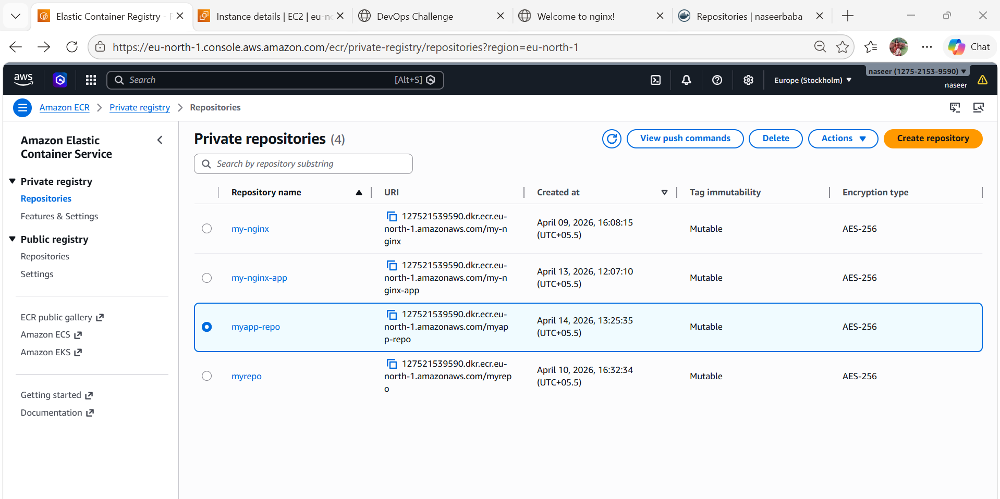 Elastic Container Registry -
Instance details | EC2 | eu-no
DevOps Challenge
Welcome to nginx!
Repositories | naseerbaba
https://eu-north-1.console.aws.amazon.com/ecr/private-registry/repositories?region=eu-north-1
Chat
aws
Search
[Alt+S]
Europe (Stockholm)
naseer (1275-2153-9590)
naseer
Amazon ECR
Private registry
Repositories
Amazon Elastic
Container Service
Private registry
Repositories
Features & Settings
Public registry
Repositories
Settings
ECR public gallery
Amazon ECS
Amazon EKS
Getting started
Documentation
Private repositories (4)
View push commands
Delete
Actions
Create repository
Search by repository substring
Repository name
URI
Created at
Tag immutability
Encryption type
my-nginx
127521539590.dkr.ecr.eu-
north-1.amazonaws.com/my-n
ginx
April 09, 2026, 16:08:15
(UTC+05.5)
Mutable
AES-256
my-nginx-app
127521539590.dkr.ecr.eu-
north-1.amazonaws.com/my-n
ginx-app
April 13, 2026, 12:07:10
(UTC+05.5)
Mutable
AES-256
myapp-repo
127521539590.dkr.ecr.eu-
north-1.amazonaws.com/myap
p-repo
April 14, 2026, 13:25:35
(UTC+05.5)
Mutable
AES-256
myrepo
127521539590.dkr.ecr.eu-
north-1.amazonaws.com/myrep
o
April 10, 2026, 16:32:34
(UTC+05.5)
Mutable
AES-256